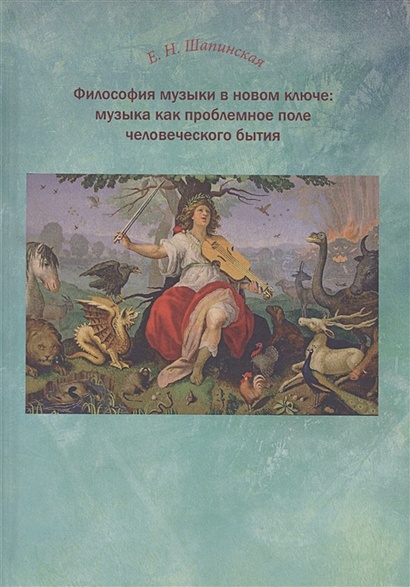 Е. Н. Шапинская
Философия музыки в новом ключе:
музыка как проблемное поле
человеческого бытия